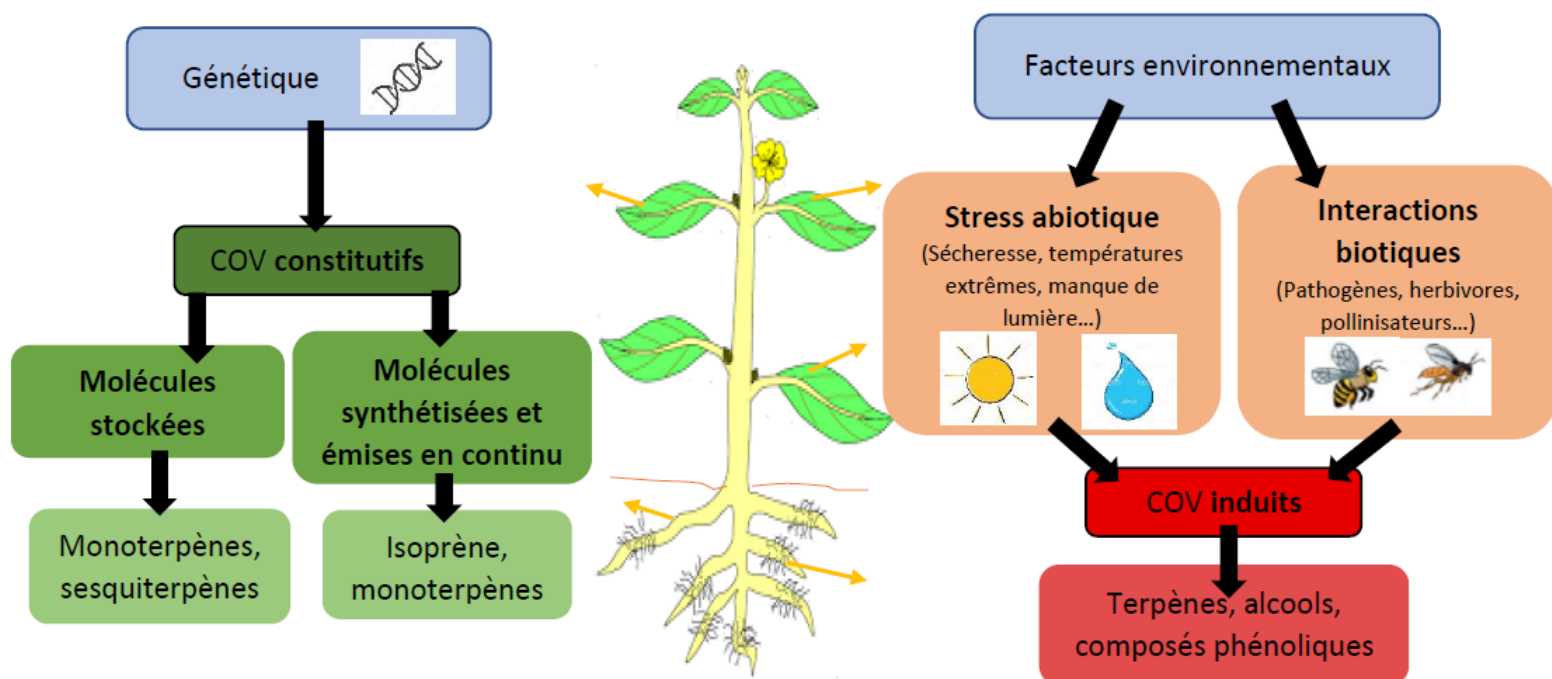 Génétique
COV constitutifs
Molécules
stockées
Molécules
synthétisées et
émises en continu
Monoterpènes,
sesquiterpènes
Isoprène,
monoterpènes
Facteurs environnementaux
Stress abiotique
(Sécheresse, températures
extrêmes, manque de
lumière...)
Interactions
biotiques
(Pathogènes, herbivores,
pollinisateurs...)
COV induits
Terpènes, alcools,
composés phénoliques